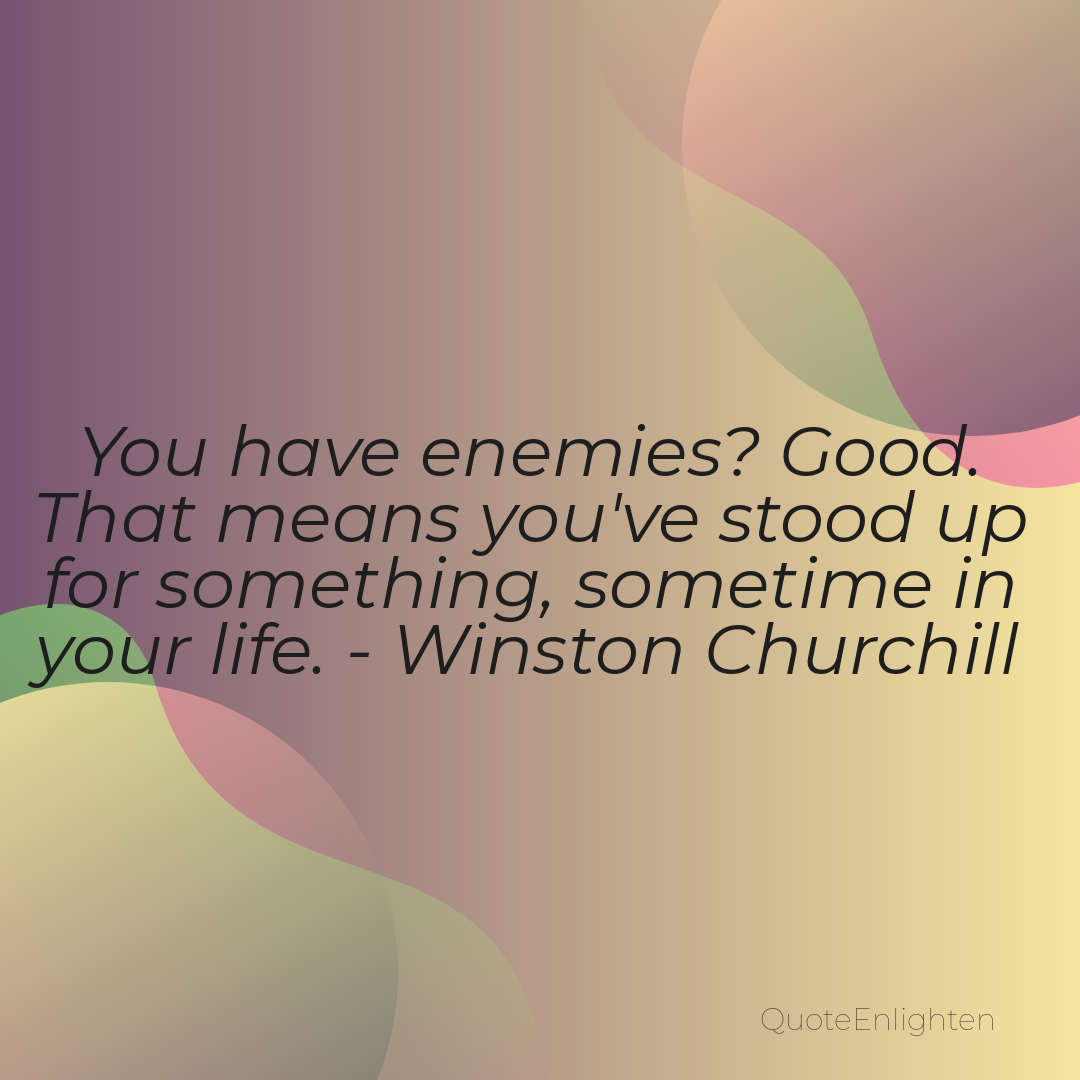 You have enemies? Good.
That means you've stood up
for something, sometime in
your life. - Winston Churchill
QuoteEnlighten